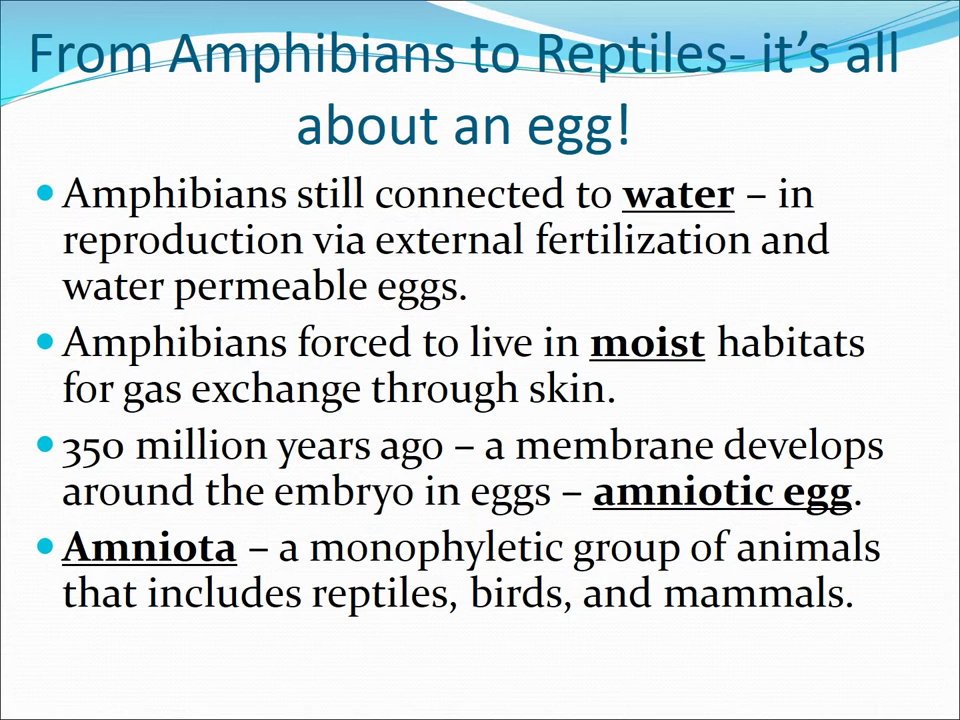 From Amphibians to Reptiles- it’s all
about an egg!
• Amphibians still connected to water – in
reproduction via external fertilization and
water permeable eggs.
• Amphibians forced to live in moist habitats
for gas exchange through skin.
• 350 million years ago – a membrane develops
around the embryo in eggs – amniotic egg.
• Amniota – a monophyletic group of animals
that includes reptiles, birds, and mammals.